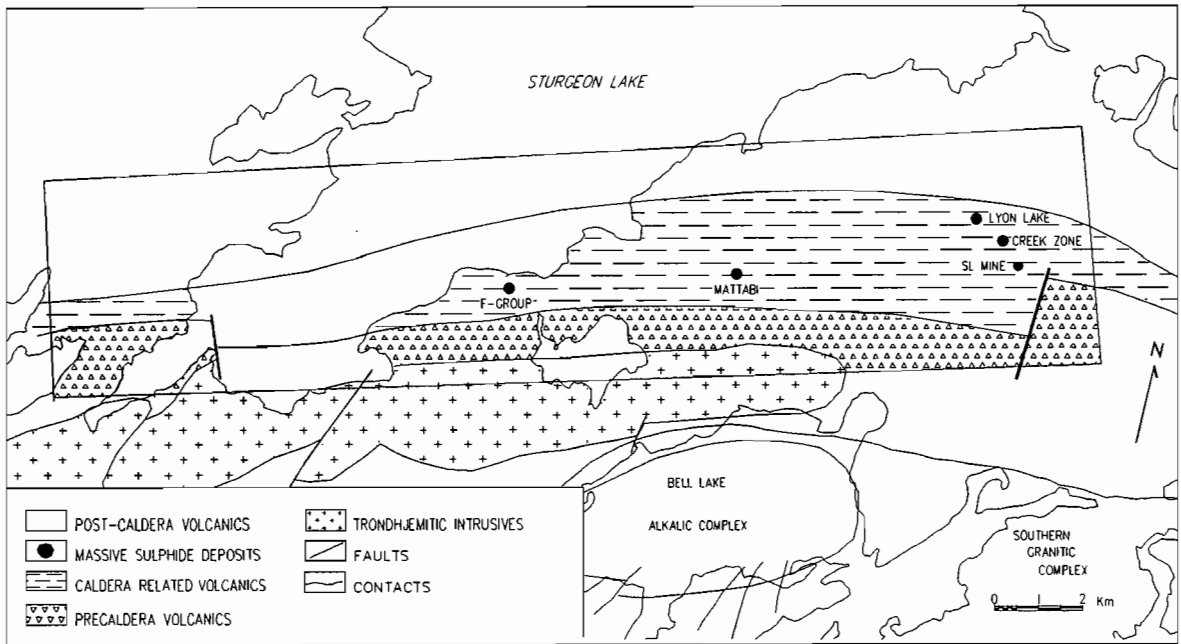 STURGEON LAKE
LYON LAKE
CREEK ZONE
SL MINE
MATTABI
F-GROUP
N
BELL LAKE
ALKALIC COMPLEX
SOUTHERN
GRANITIC
COMPLEX
0 1 2 Km
POST-CALDERA VOLCANICS
MASSIVE SULPHIDE DEPOSITS
CALDERA RELATED VOLCANICS
PRECALDERA VOLCANICS
TRONDHJEMITIC INTRUSIVES
FAULTS
CONTACTS